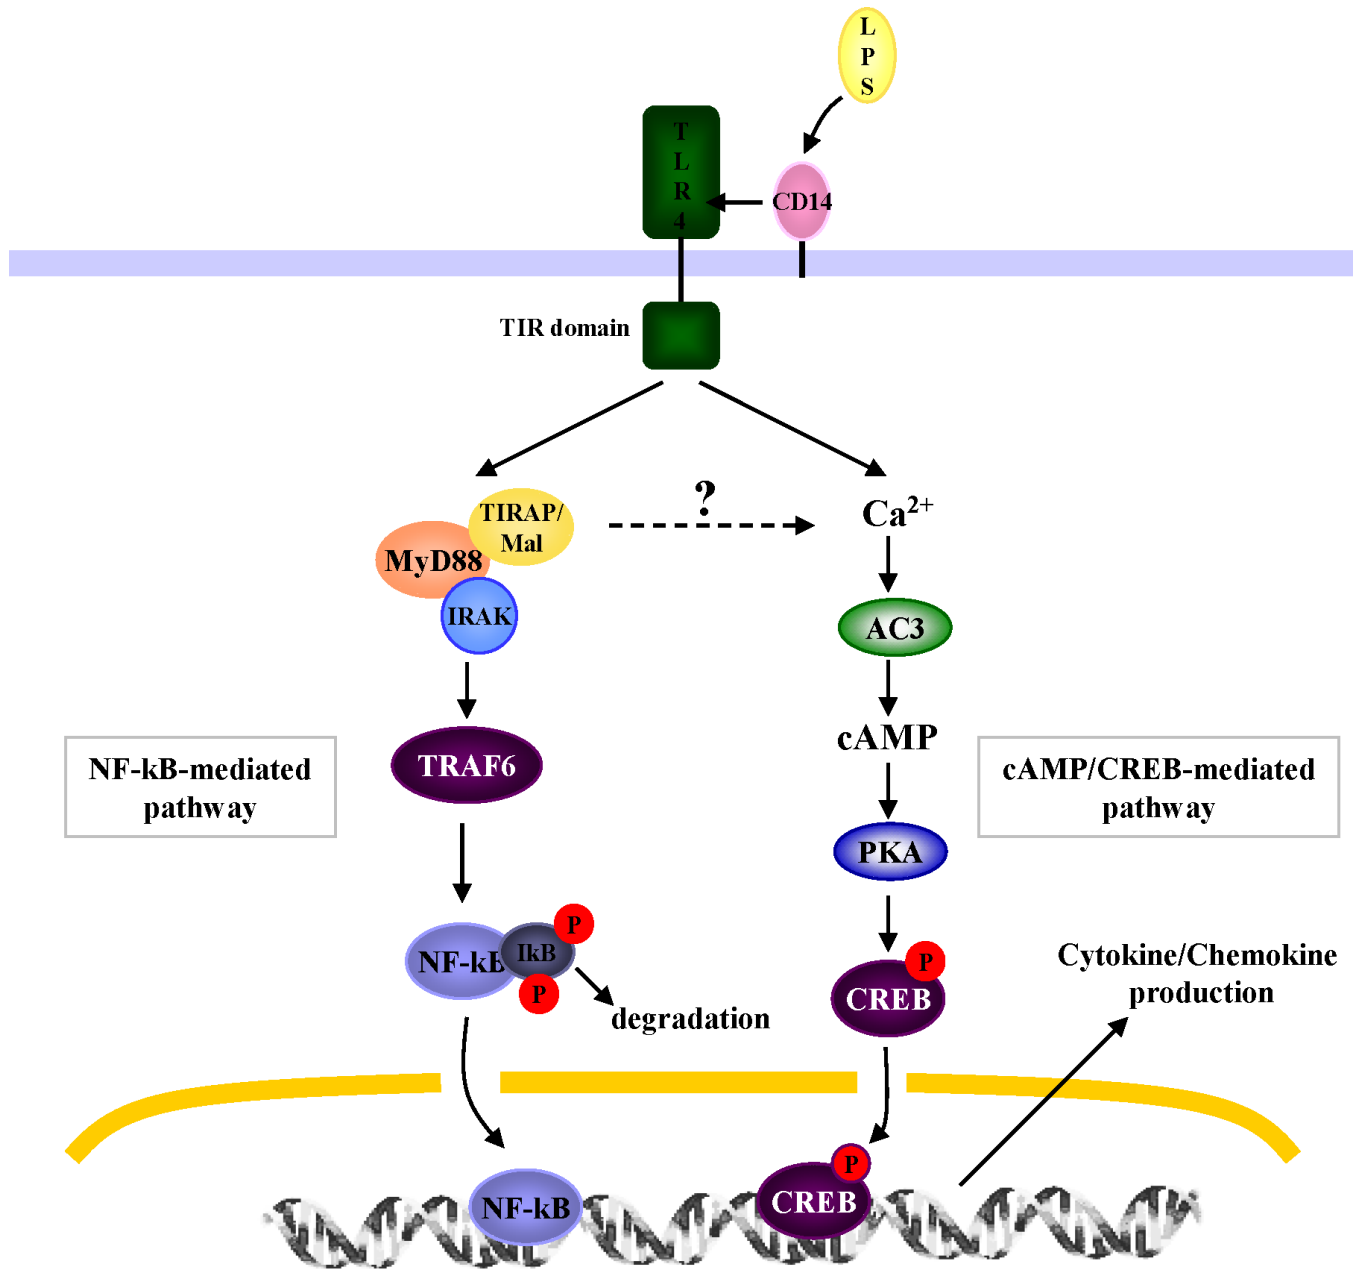 L
P
S
T
L
R
4
CD14
TIR domain
?
TIRAP/
Mal
MyD88
IRAK
Ca²⁺
AC3
TRAF6
cAMP
NF-kB-mediated
pathway
cAMP/CREB-mediated
pathway
PKA
P
NF-kB
IkB
P
degradation
P
CREB
Cytokine/Chemokine
production
NF-kB
P
CREB